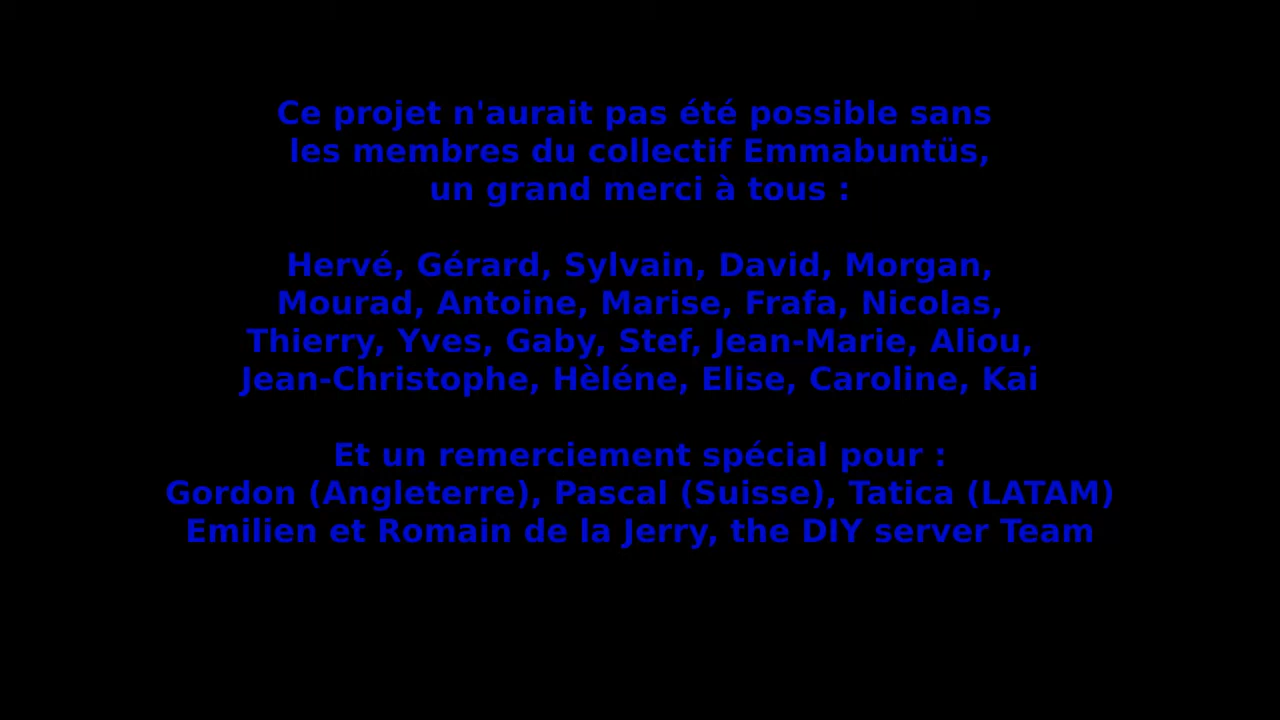 Ce projet n'aurait pas été possible sans
les membres du collectif Emmabuntüs,
un grand merci à tous :
Hervé, Gérard, Sylvain, David, Morgan,
Mourad, Antoine, Marise, Frafa, Nicolas,
Thierry, Yves, Gaby, Stef, Jean-Marie, Aliou,
Jean-Christophe, Hèléne, Elise, Caroline, Kai
Et un remerciement spécial pour :
Gordon (Angleterre), Pascal (Suisse), Tatica (LATAM)
Emilien et Romain de la Jerry, the DIY server Team